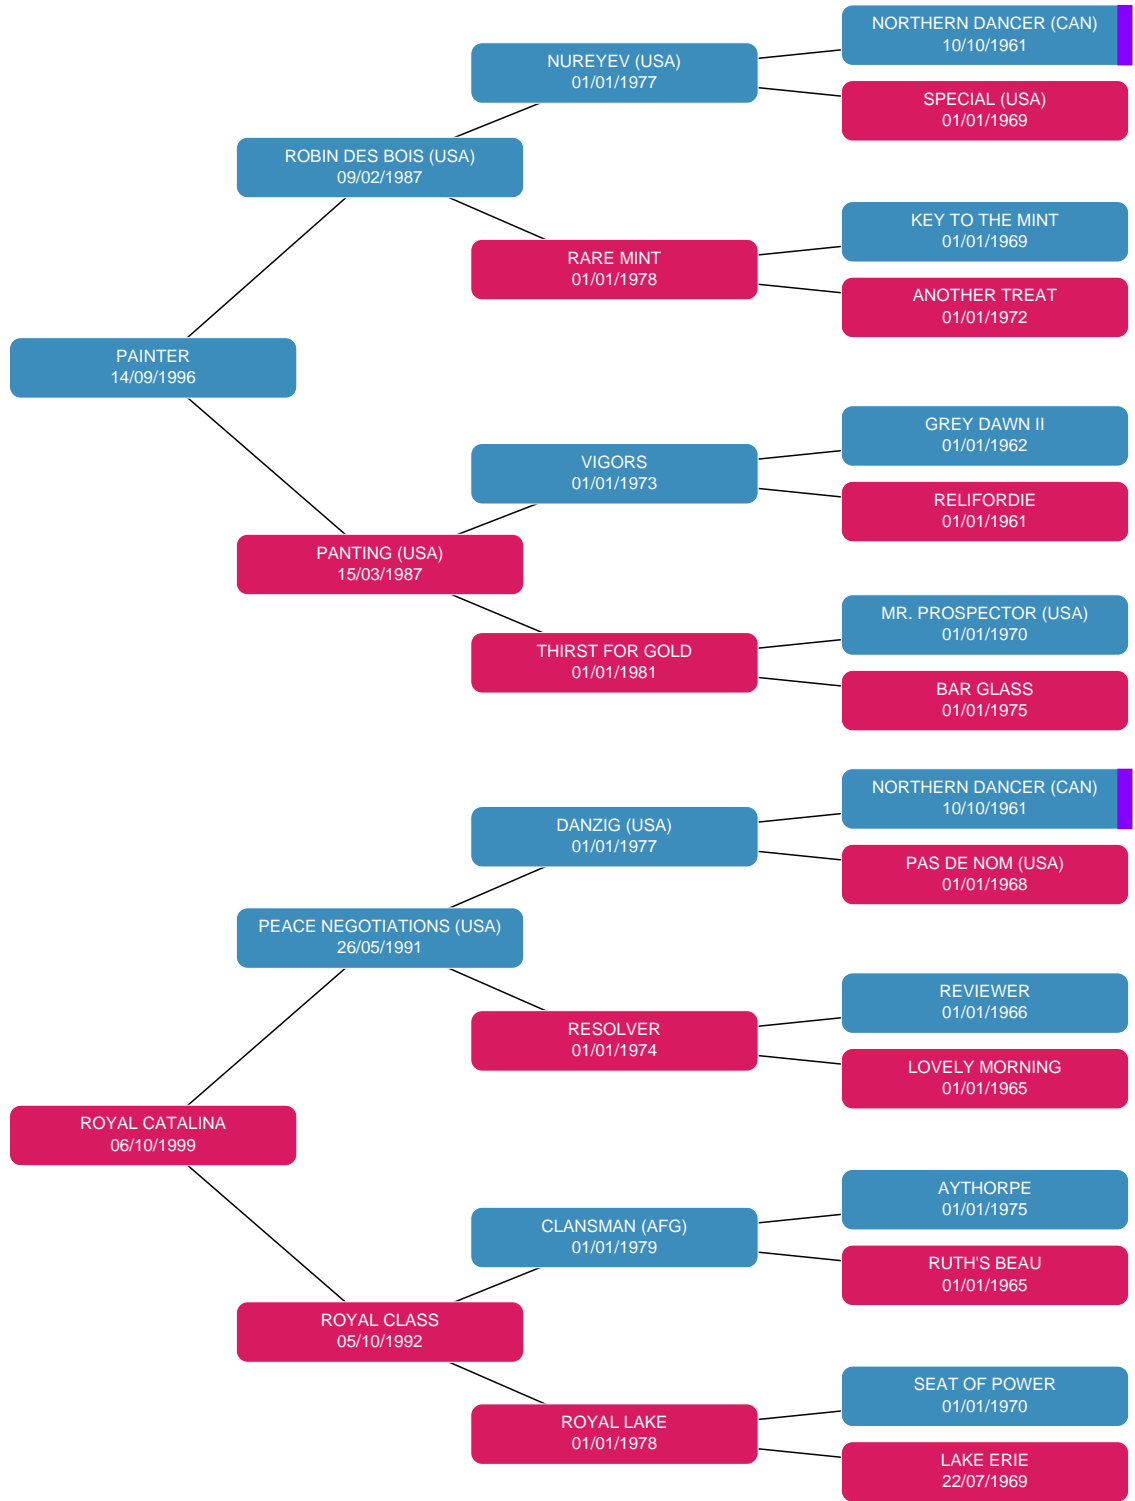 NORTHERN DANCER (CAN)
10/10/1961
NUREYEV (USA)
01/01/1977
SPECIAL (USA)
01/01/1969
ROBIN DES BOIS (USA)
09/02/1987
KEY TO THE MINT
01/01/1969
RARE MINT
01/01/1978
ANOTHER TREAT
01/01/1972
PAINTER
14/09/1996
GREY DAWN II
01/01/1962
VIGORS
01/01/1973
RELIFORDIE
01/01/1961
PANTING (USA)
15/03/1987
MR. PROSPECTOR (USA)
01/01/1970
THIRST FOR GOLD
01/01/1981
BAR GLASS
01/01/1975
NORTHERN DANCER (CAN)
10/10/1961
DANZIG (USA)
01/01/1977
PAS DE NOM (USA)
01/01/1968
PEACE NEGOTIATIONS (USA)
26/05/1991
REVIEWER
01/01/1966
RESOLVER
01/01/1974
LOVELY MORNING
01/01/1965
ROYAL CATALINA
06/10/1999
AYTHORPE
01/01/1975
CLANSMAN (AFG)
01/01/1979
RUTH'S BEAU
01/01/1965
ROYAL CLASS
05/10/1992
SEAT OF POWER
01/01/1970
ROYAL LAKE
01/01/1978
LAKE ERIE
22/07/1969